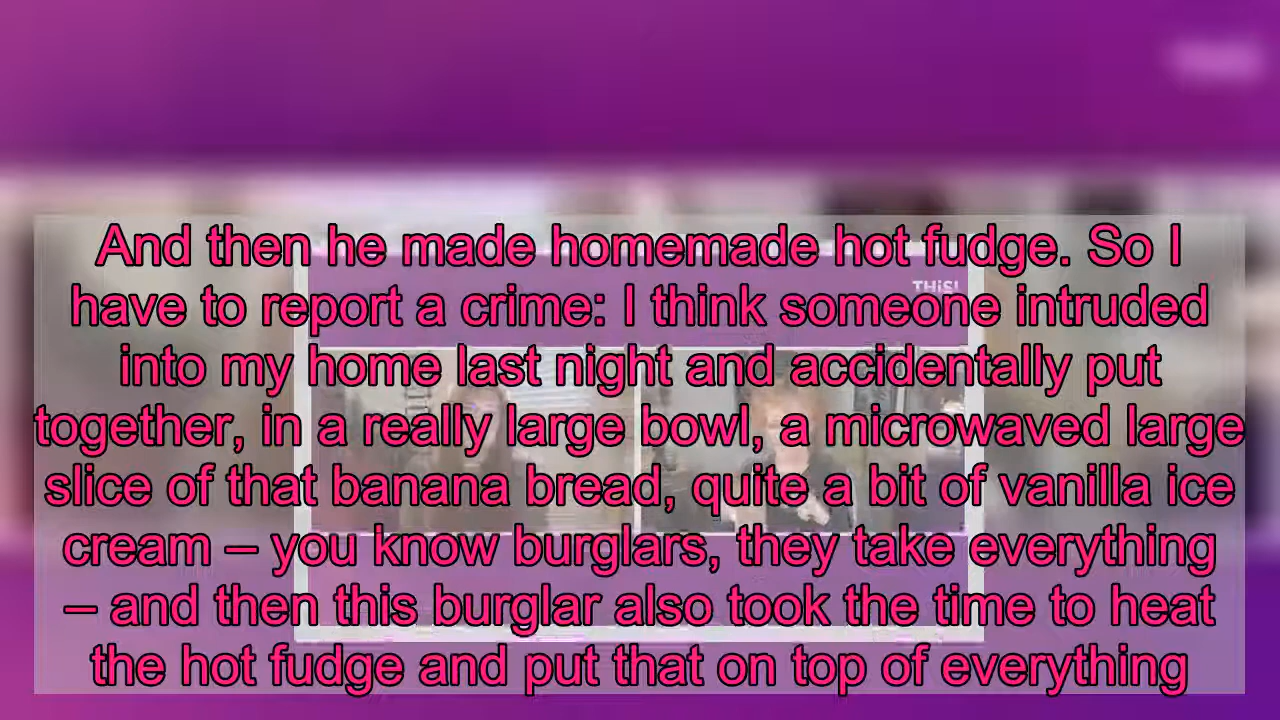 THiS!
And then he made homemade hot fudge. So I
have to report a crime: I think someone intruded
into my home last night and accidentally put
together, in a really large bowl, a microwaved large
slice of that banana bread, quite a bit of vanilla ice
cream – you know burglars, they take everything
– and then this burglar also took the time to heat
the hot fudge and put that on top of everything